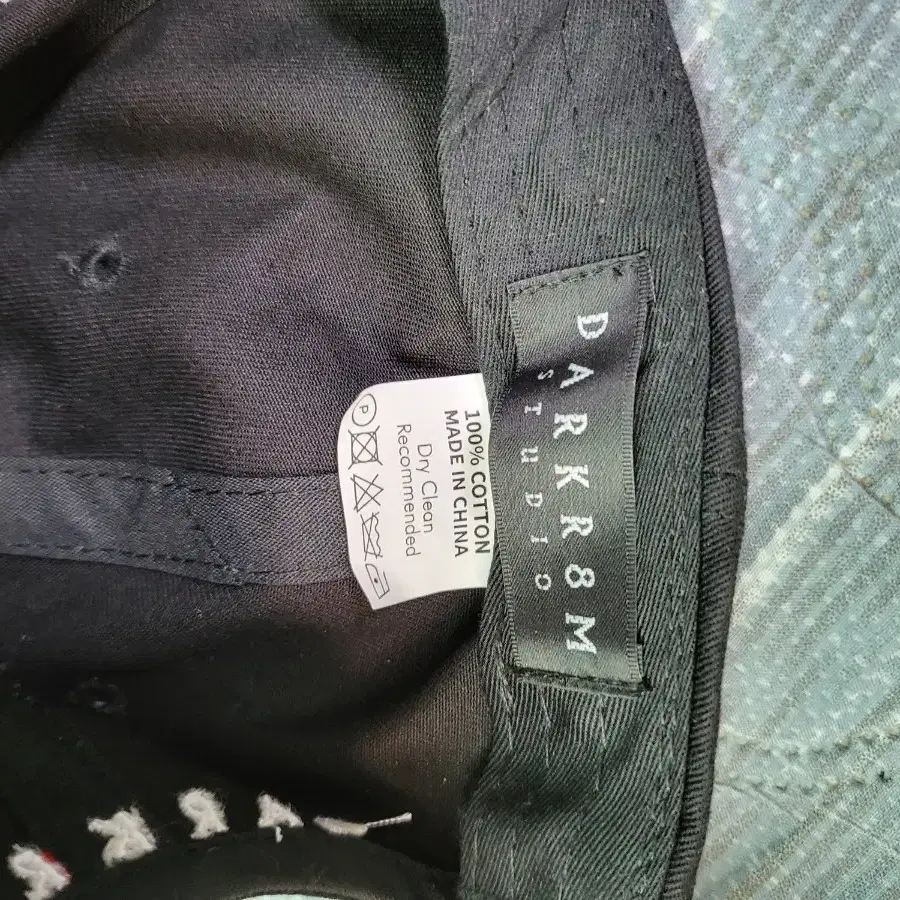 DARKR8M
STUDIO
100% COTTON
MADE IN CHINA
Dry Clean
Recommended
P